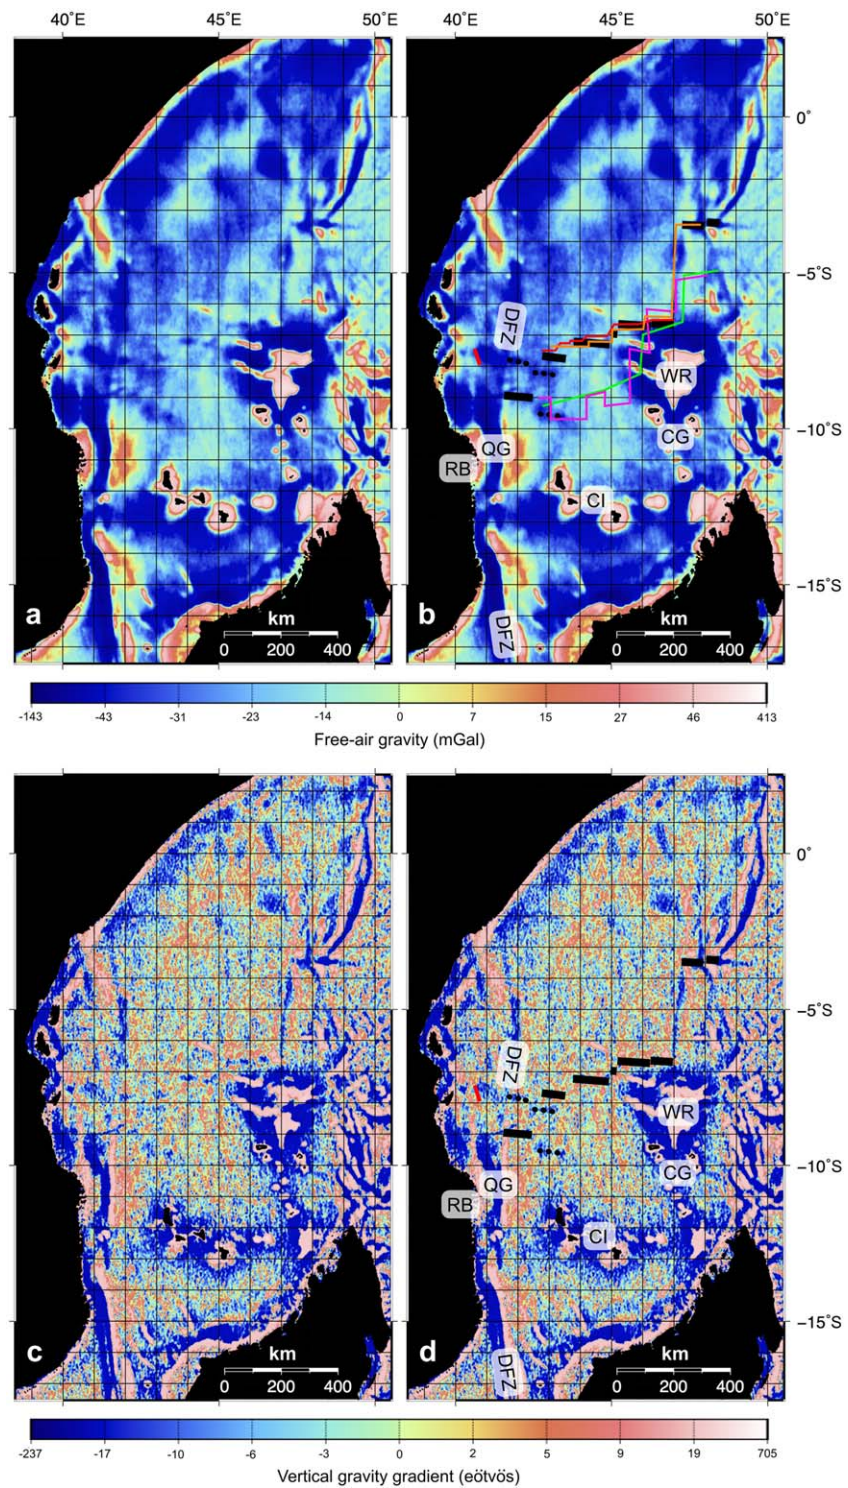 40˚E 45˚E 50˚E 40˚E 45˚E 50˚E
0˚
−5˚S
DFZ
WR
−10˚S
CG
QG
RB
CI
−15˚S
a
km
0 200 400
b
DFZ
km
0 200 400
-143 -43 -31 -23 -14 0 7 15 27 46 413
Free-air gravity (mGal)
0˚
−5˚S
DFZ
WR
−10˚S
CG
QG
RB
CI
−15˚S
c
km
0 200 400
d
DFZ
km
0 200 400
-237 -17 -10 -6 -3 0 2 5 9 19 705
Vertical gravity gradient (eötvös)